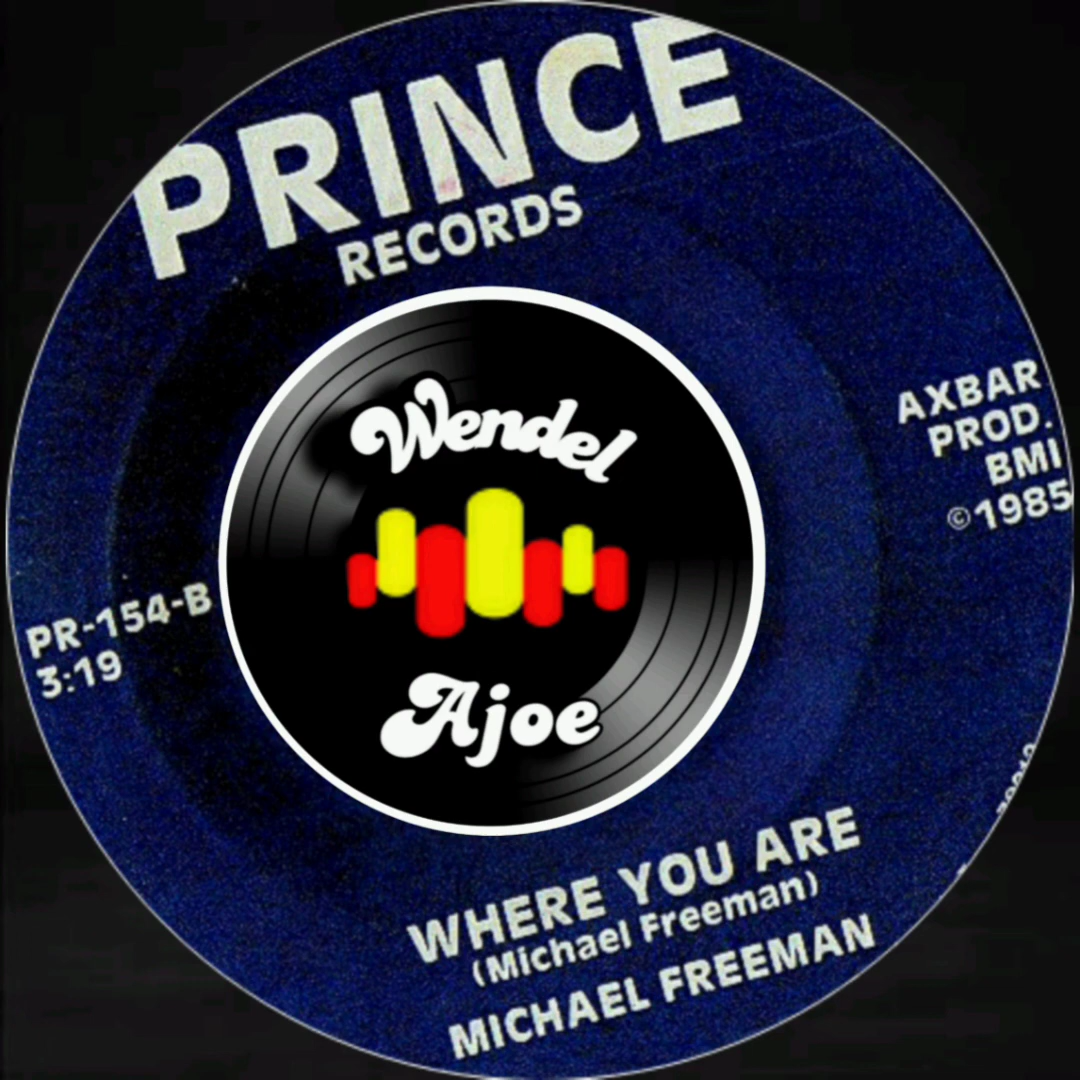 PRINCE
RECORDS
AXBAR
PROD.
BMI
©1985
PR-154-B
3:19
Wendel
Ajoe
WHERE YOU ARE
(Michael Freeman)
MICHAEL FREEMAN